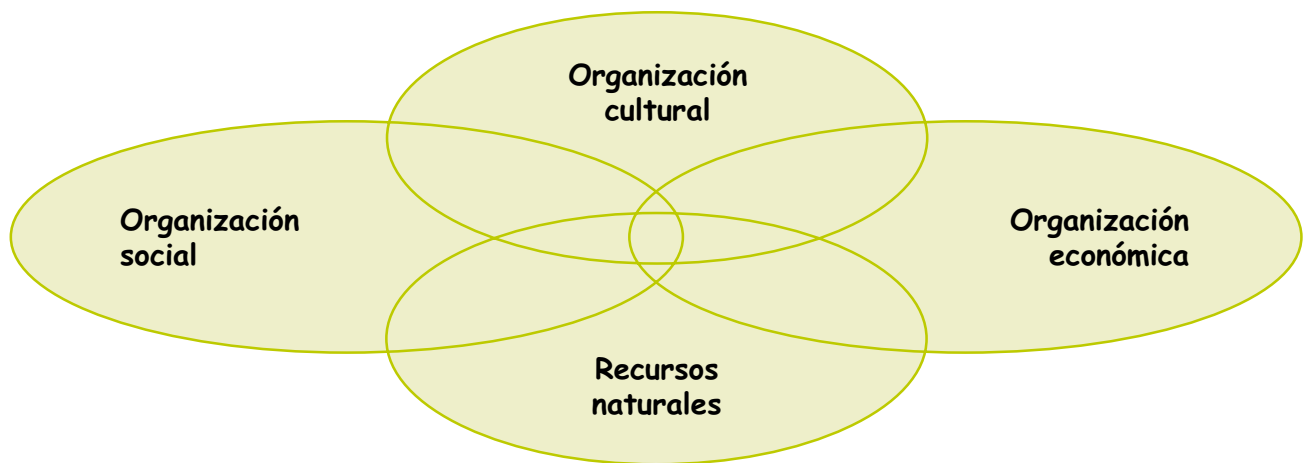 Organización
cultural
Organización
social
Organización
económica
Recursos
naturales